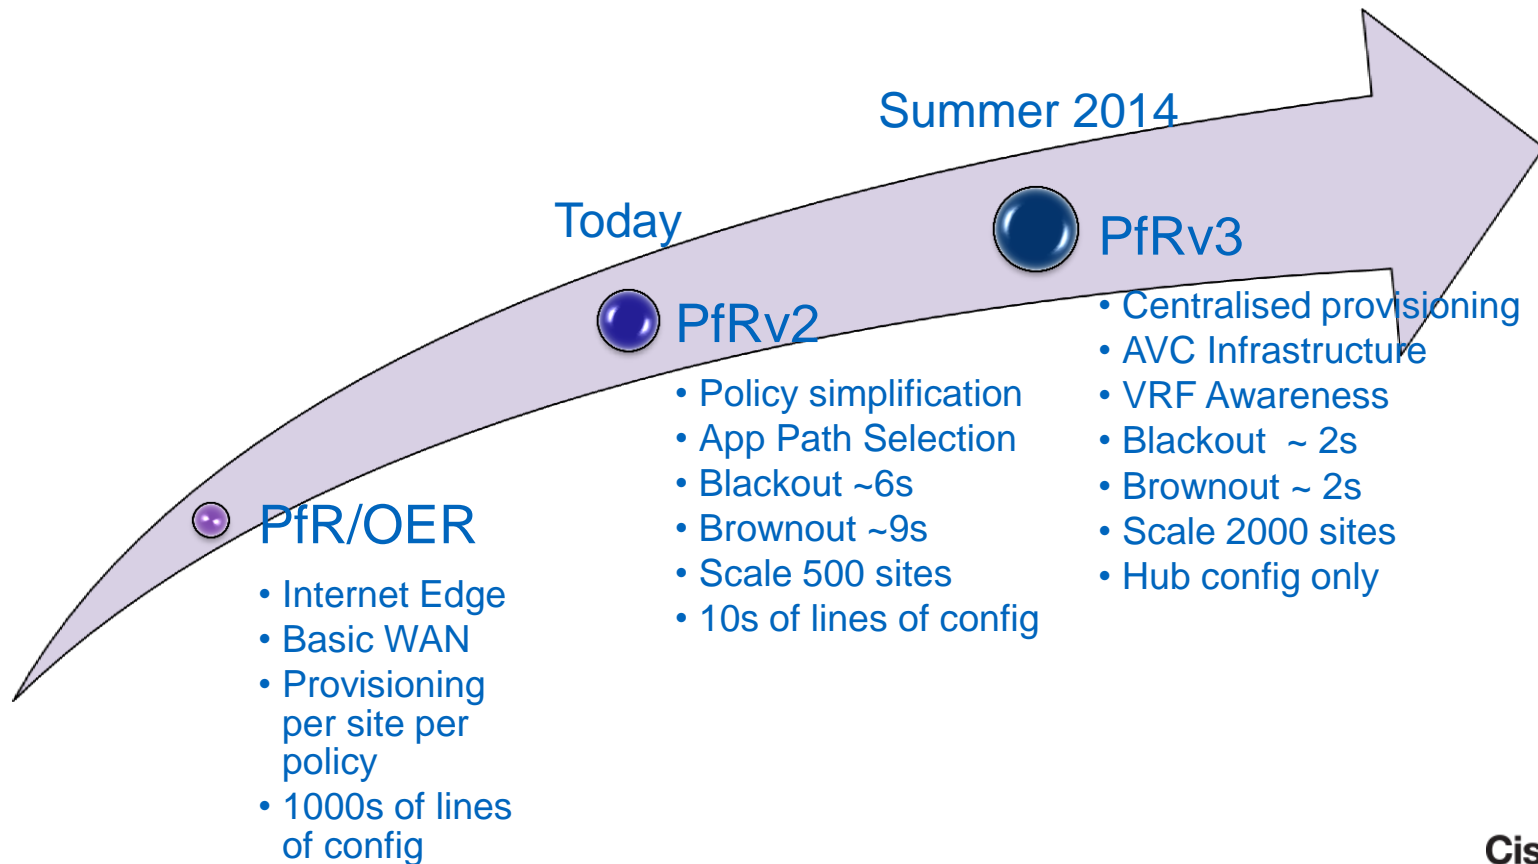 Summer 2014
Today
PfR/OER
• Internet Edge
• Basic WAN
• Provisioning
per site per
policy
• 1000s of lines
of config
PfRv2
• Policy simplification
• App Path Selection
• Blackout ~6s
• Brownout ~9s
• Scale 500 sites
• 10s of lines of config
PfRv3
• Centralised provisioning
• AVC Infrastructure
• VRF Awareness
• Blackout  ~ 2s
• Brownout ~ 2s
• Scale 2000 sites
• Hub config only
Cis